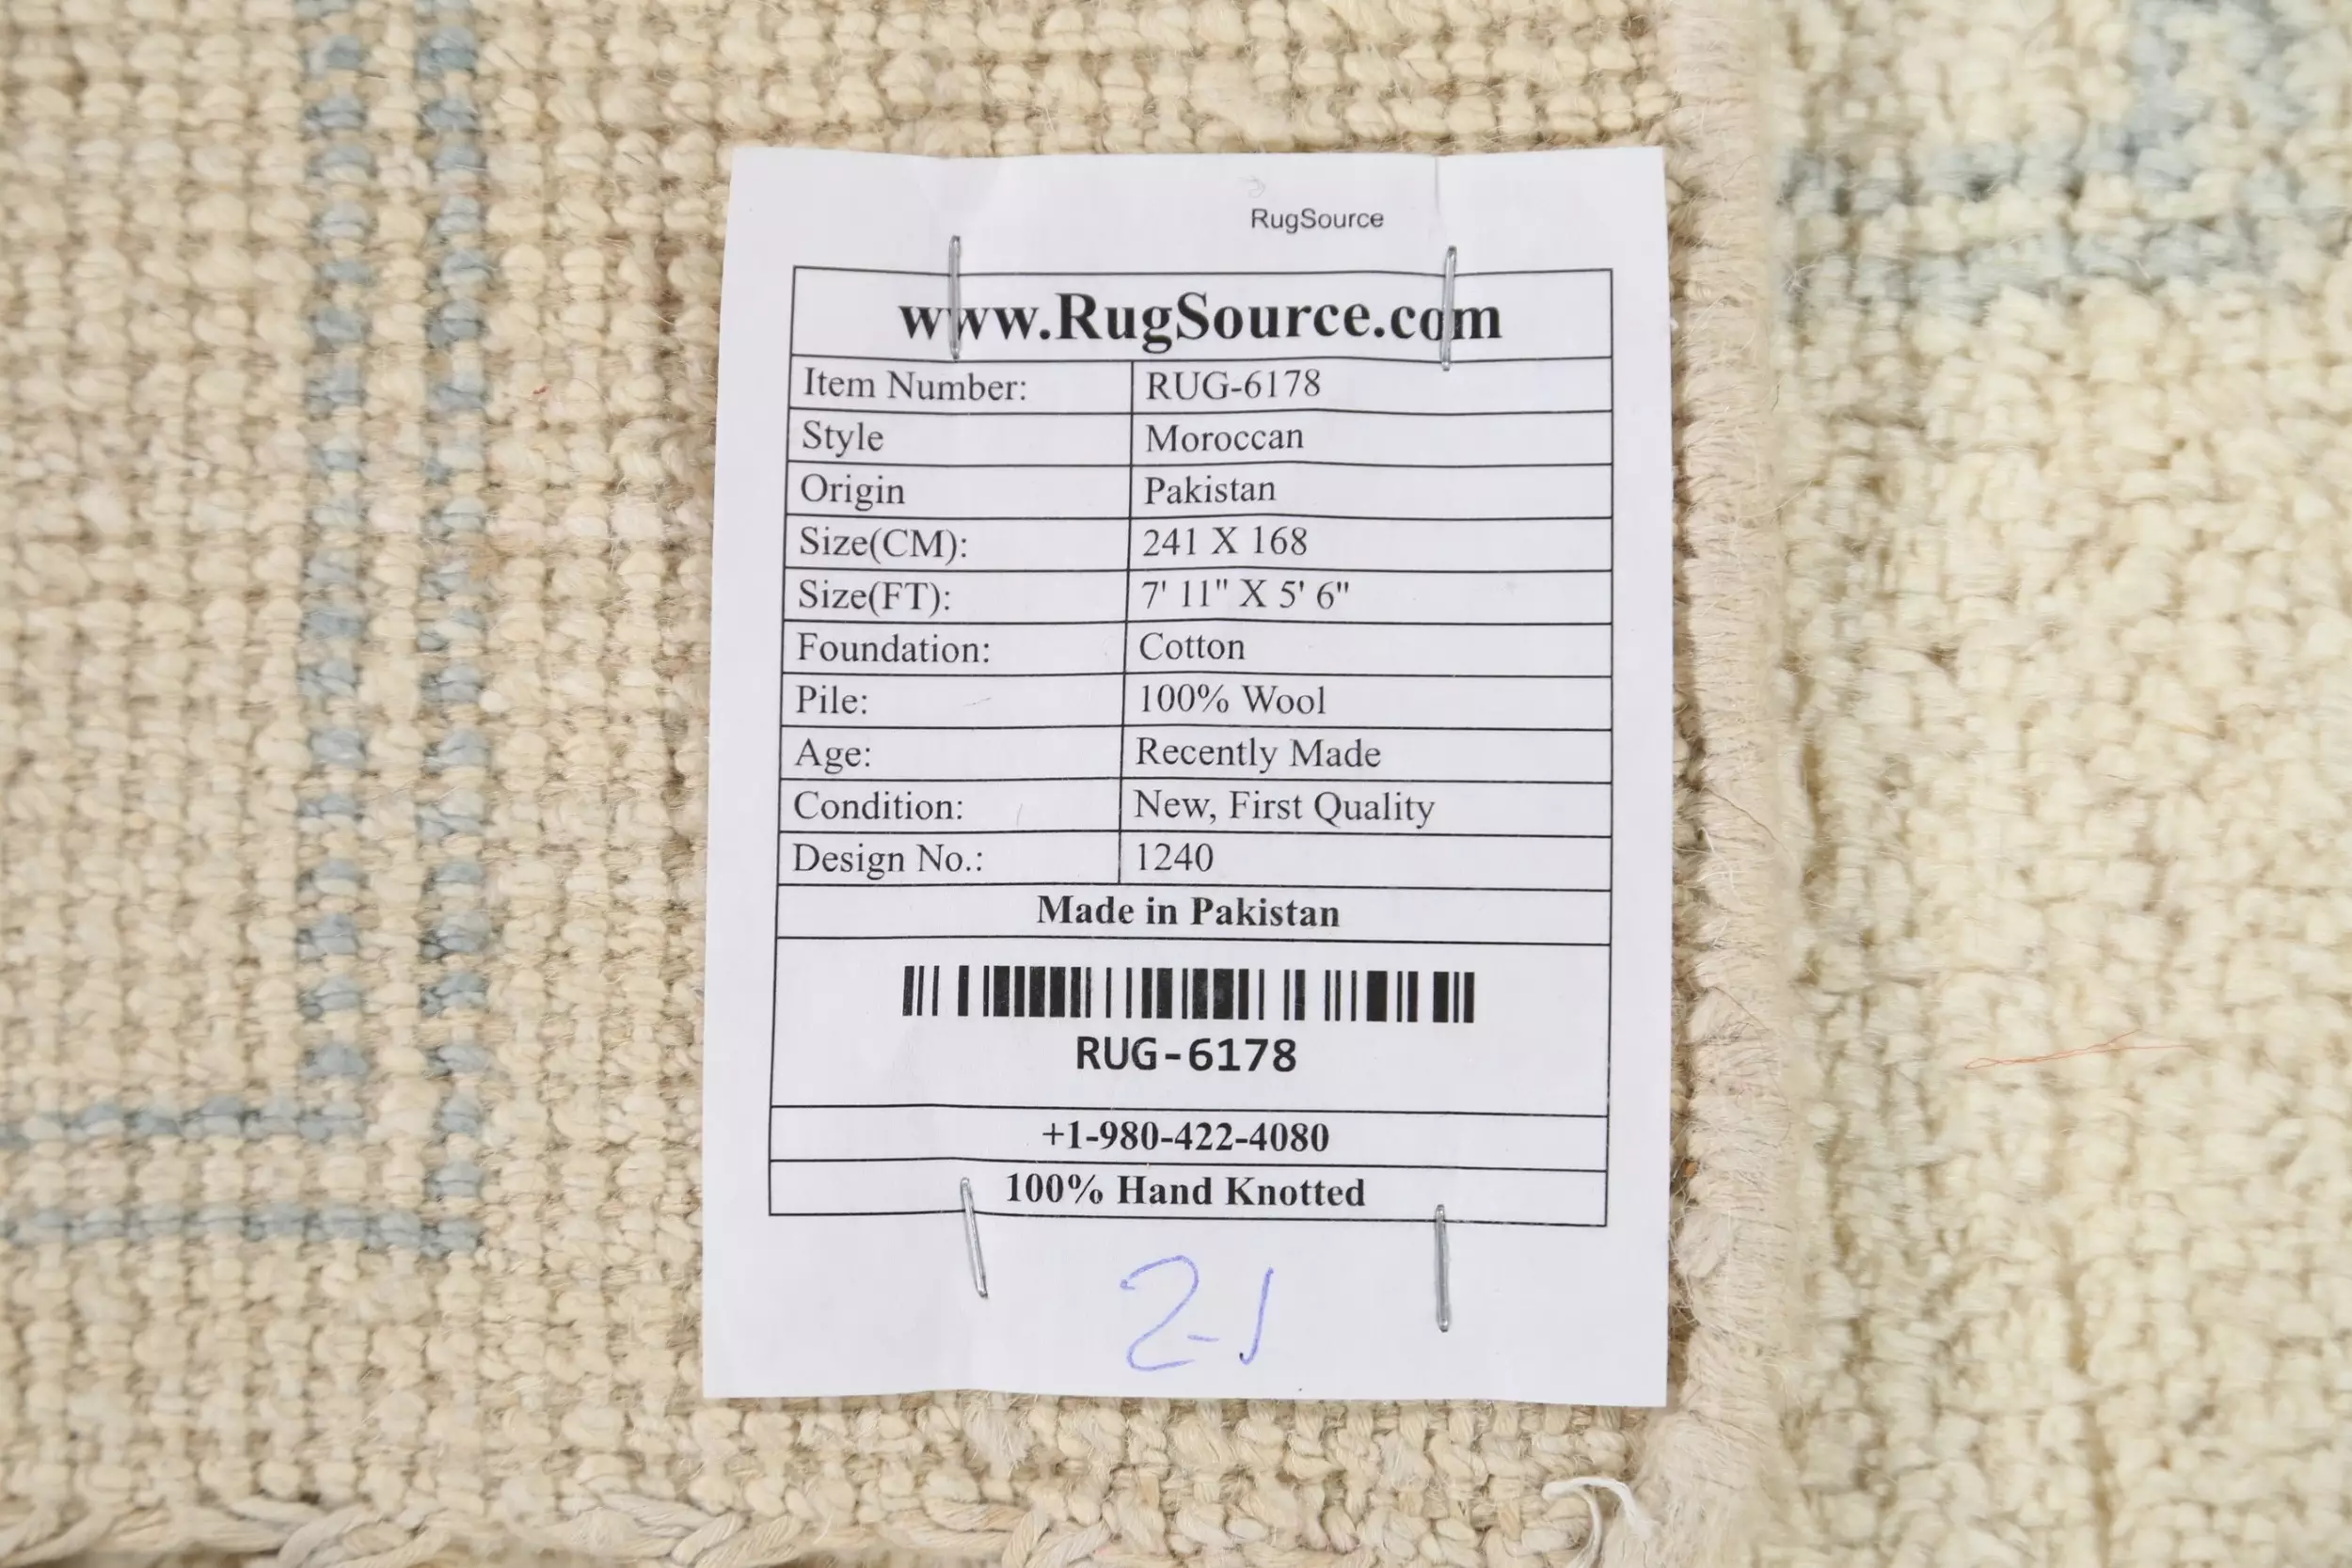 RugSource
www.RugSource.com
Item Number: RUG-6178
Style Moroccan
Origin Pakistan
Size(CM): 241 X 168
Size(FT): 7' 11" X 5' 6"
Foundation: Cotton
Pile: 100% Wool
Age: Recently Made
Condition: New, First Quality
Design No.: 1240
Made in Pakistan
RUG-6178
+1-980-422-4080
100% Hand Knotted
2-1